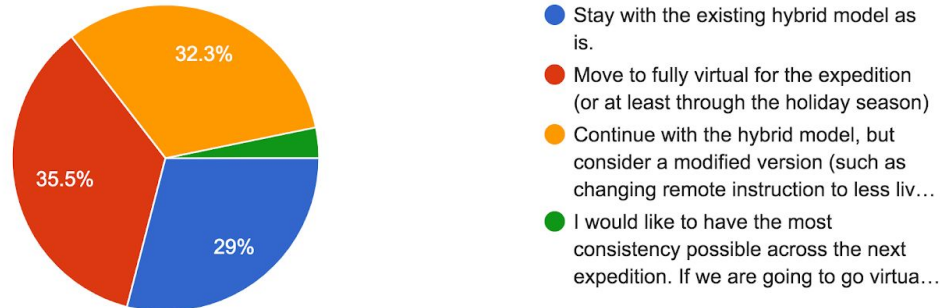 32.3%
35.5%
29%
Stay with the existing hybrid model as
is.
Move to fully virtual for the expedition
(or at least through the holiday season)
Continue with the hybrid model, but
consider a modified version (such as
changing remote instruction to less liv…
I would like to have the most
consistency possible across the next
expedition. If we are going to go virtua…